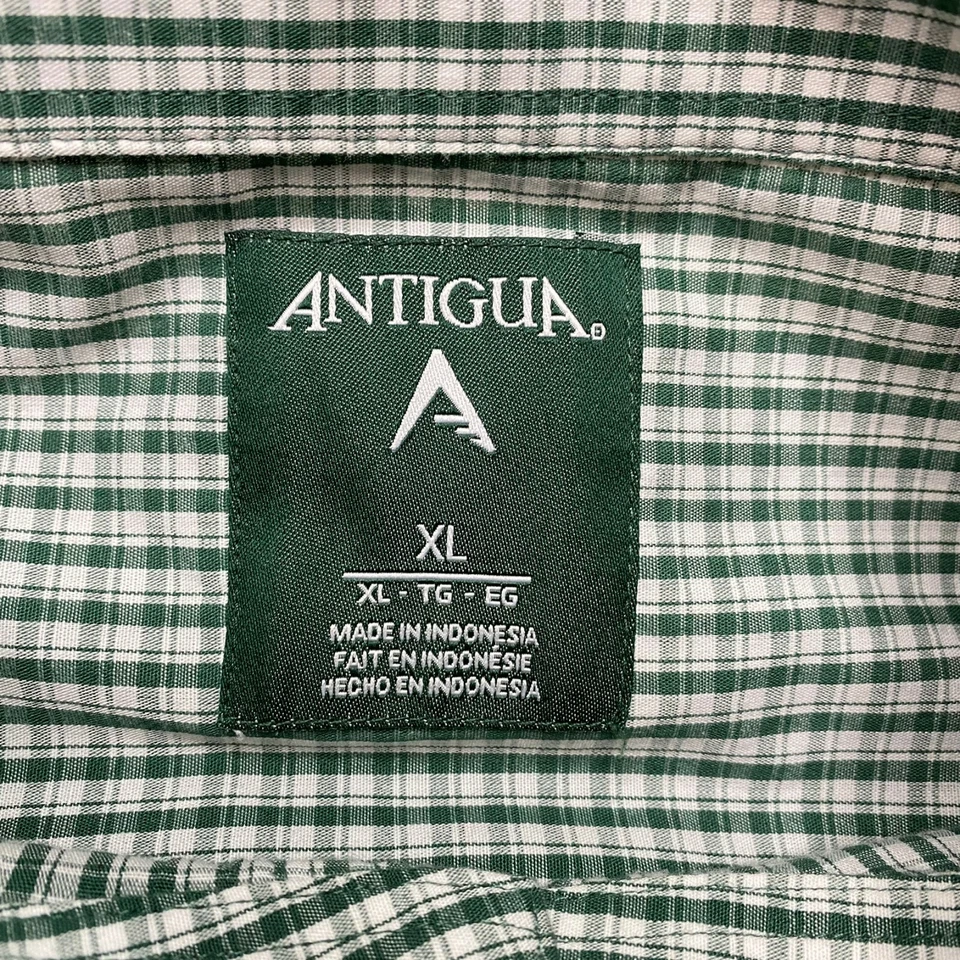 ANTIGUA
XL
XL - TG - EG
MADE IN INDONESIA
FAIT EN INDONÉSIE
HECHO EN INDONESIA